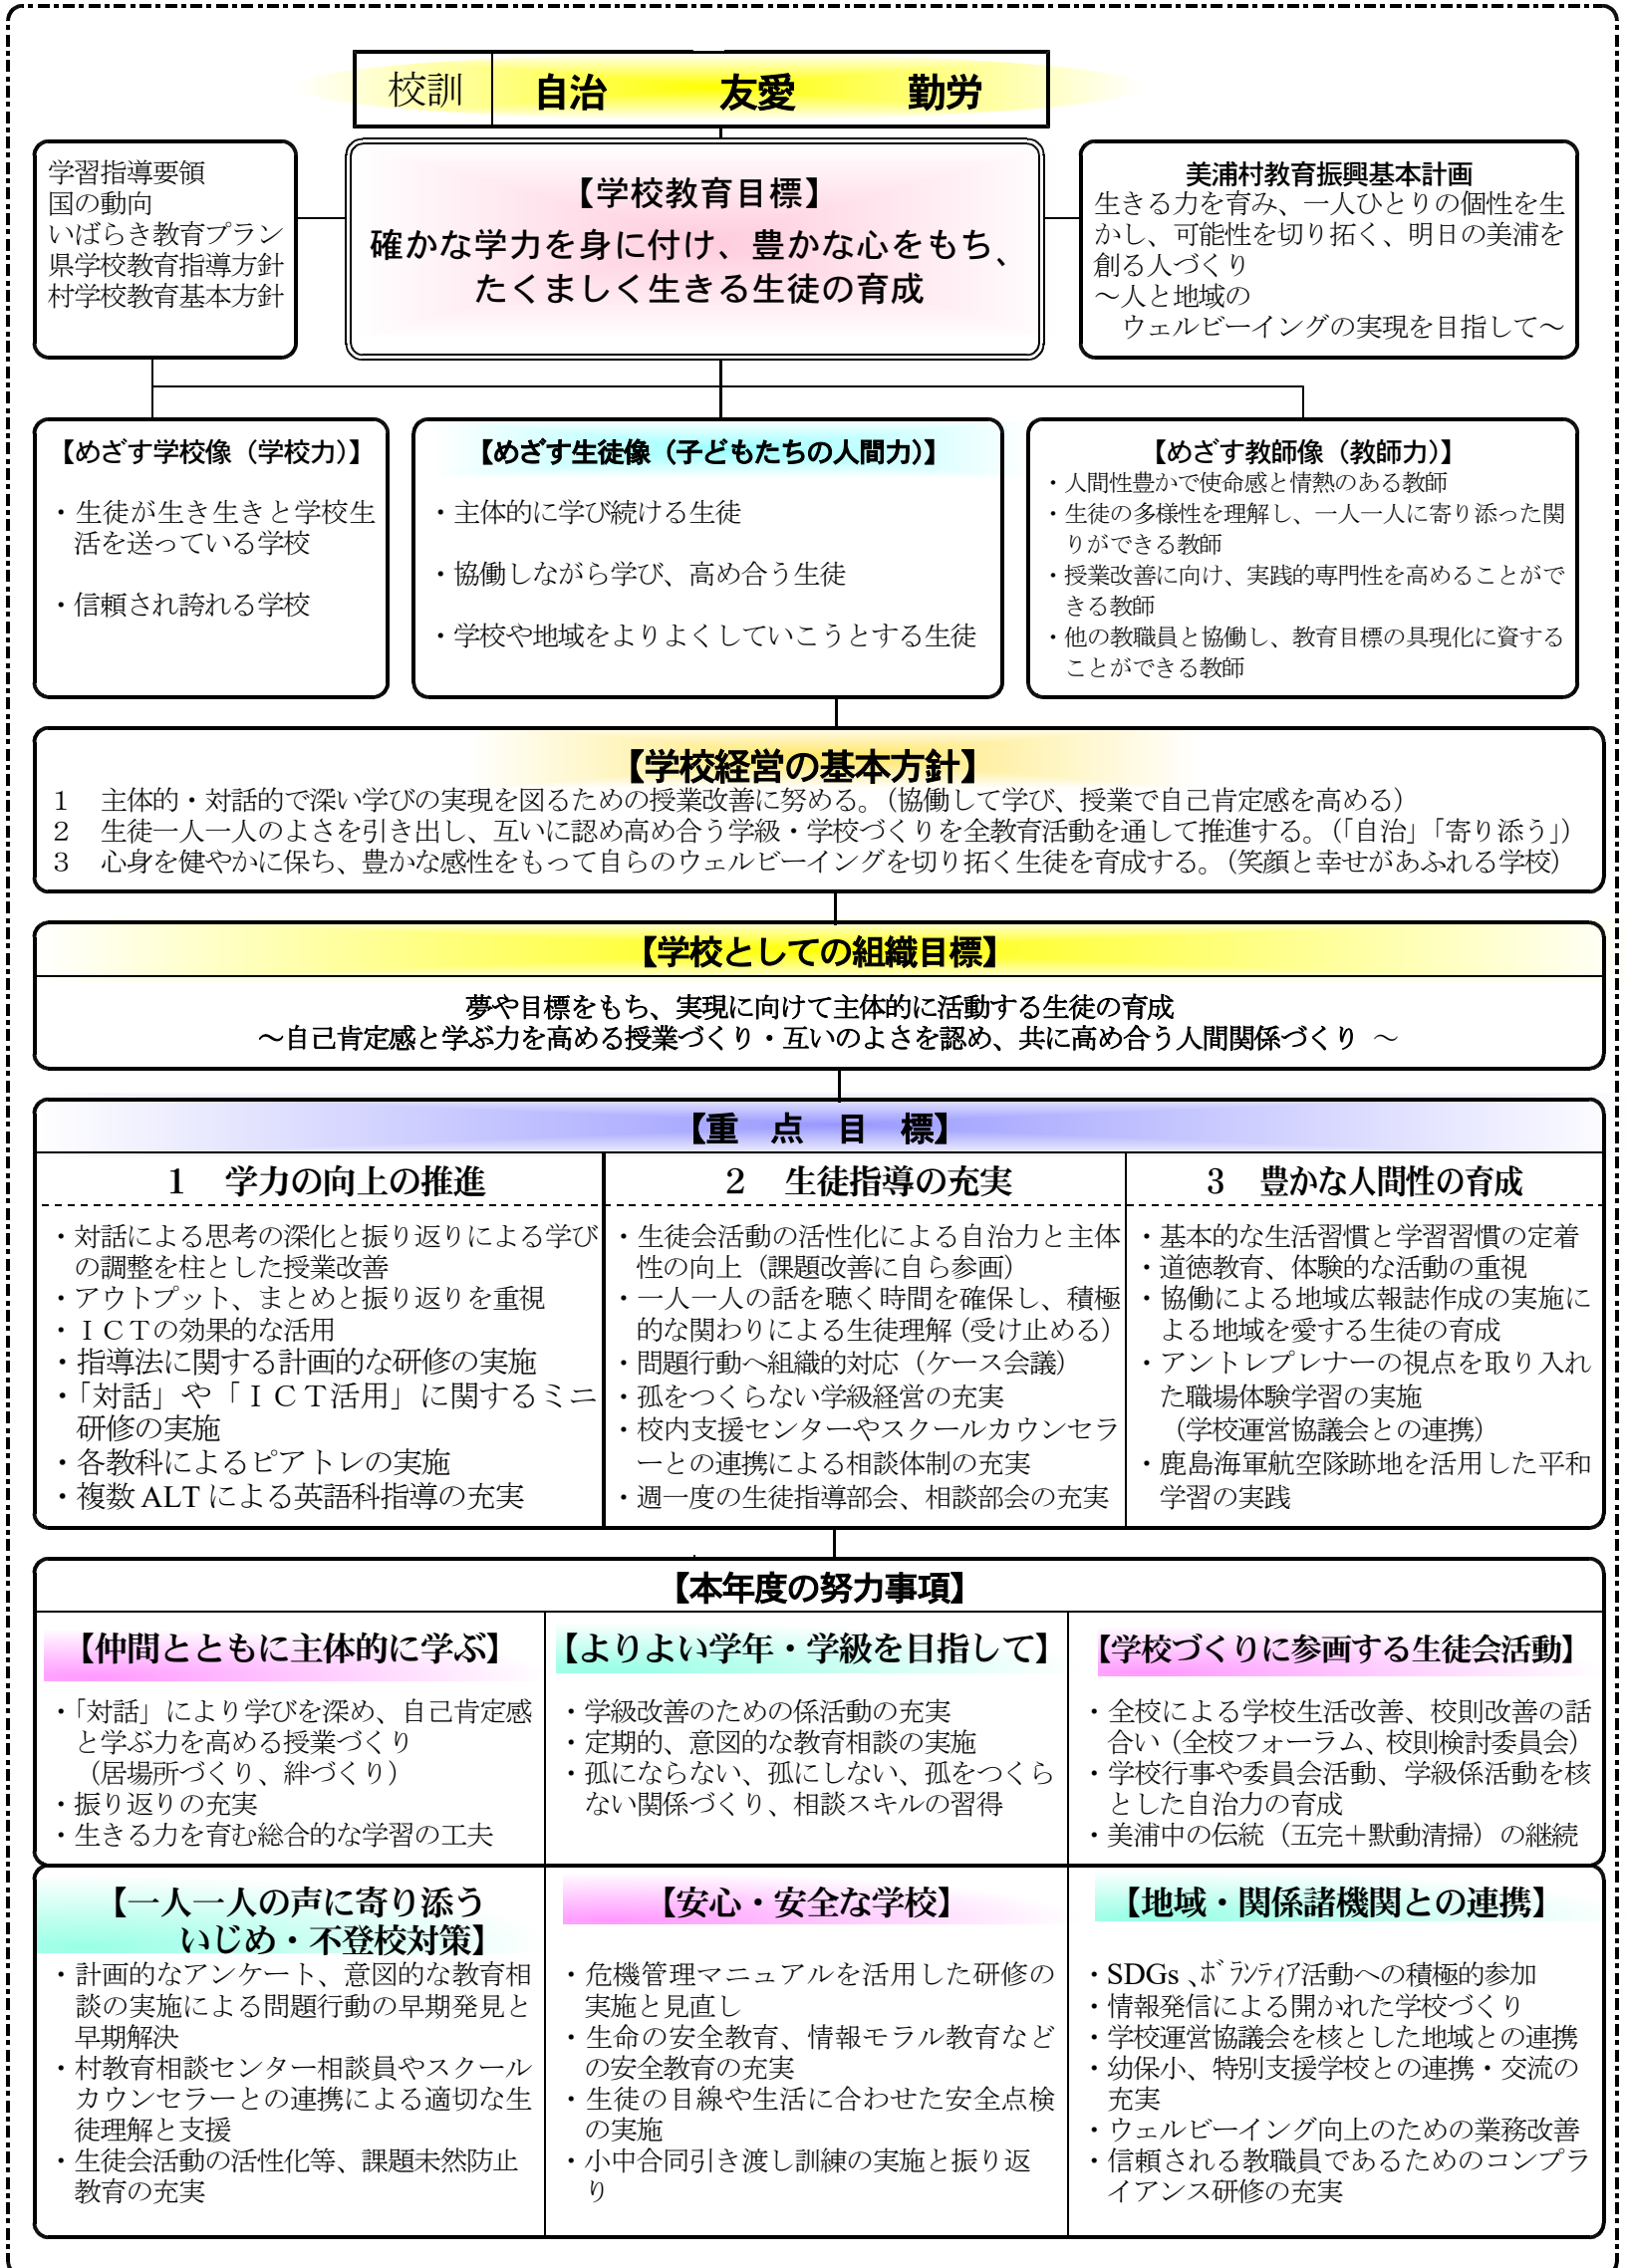 校訓 自治 友愛 勤労
学習指導要領
国の動向
いばらき教育プラン
県学校教育指導方針
村学校教育基本方針
【学校教育目標】
確かな学力を身に付け、豊かな心をもち、
たくましく生きる生徒の育成
美浦村教育振興基本計画
生きる力を育み、一人ひとりの個性を生
かし、可能性を切り拓く、明日の美浦を
創る人づくり
～人と地域の
ウェルビーイングの実現を目指して～
【めざす学校像（学校力）】
・生徒が生き生きと学校生
活を送っている学校
・信頼され誇れる学校
【めざす生徒像（子どもたちの人間力）】
・主体的に学び続ける生徒
・協働しながら学び、高め合う生徒
・学校や地域をよりよくしていこうとする生徒
【めざす教師像（教師力）】
・人間性豊かで使命感と情熱のある教師
・生徒の多様性を理解し、一人一人に寄り添った関
りができる教師
・授業改善に向け、実践的専門性を高めることがで
きる教師
・他の教職員と協働し、教育目標の具現化に資する
ことができる教師
【学校経営の基本方針】
１　主体的・対話的で深い学びの実現を図るための授業改善に努める。（協働して学び、授業で自己肯定感を高める）
２　生徒一人一人のよさを引き出し、互いに認め高め合う学級・学校づくりを全教育活動を通して推進する。（「自治」「寄り添う」）
３　心身を健やかに保ち、豊かな感性をもって自らのウェルビーイングを切り拓く生徒を育成する。（笑顔と幸せがあふれる学校）
【学校としての組織目標】
夢や目標をもち、実現に向けて主体的に活動する生徒の育成
～自己肯定感と学ぶ力を高める授業づくり・互いのよさを認め、共に高め合う人間関係づくり ～
【重　点　目　標】
１　学力の向上の推進
・対話による思考の深化と振り返りによる学び
の調整を柱とした授業改善
・アウトプット、まとめと振り返りを重視
・ＩＣＴの効果的な活用
・指導法に関する計画的な研修の実施
・「対話」や「ＩＣＴ活用」に関するミニ
研修の実施
・各教科によるピアトレの実施
・複数 ALT による英語科指導の充実
２　生徒指導の充実
・生徒会活動の活性化による自治力と主体
性の向上（課題改善に自ら参画）
・一人一人の話を聴く時間を確保し、積極
的な関わりによる生徒理解（受け止める）
・問題行動へ組織的対応（ケース会議）
・孤をつくらない学級経営の充実
・校内支援センターやスクールカウンセラ
ーとの連携による相談体制の充実
・週一度の生徒指導部会、相談部会の充実
３　豊かな人間性の育成
・基本的な生活習慣と学習習慣の定着
・道徳教育、体験的な活動の重視
・協働による地域広報誌作成の実施に
よる地域を愛する生徒の育成
・アントレプレナーの視点を取り入れ
た職場体験学習の実施
（学校運営協議会との連携）
・鹿島海軍航空隊跡地を活用した平和
学習の実践
【本年度の努力事項】
【仲間とともに主体的に学ぶ】
・「対話」により学びを深め、自己肯定感
と学ぶ力を高める授業づくり
（居場所づくり、絆づくり）
・振り返りの充実
・生きる力を育む総合的な学習の工夫
【よりよい学年・学級を目指して】
・学級改善のための係活動の充実
・定期的、意図的な教育相談の実施
・孤にならない、孤にしない、孤をつくら
ない関係づくり、相談スキルの習得
【学校づくりに参画する生徒会活動】
・全校による学校生活改善、校則改善の話
合い（全校フォーラム、校則検討委員会）
・学校行事や委員会活動、学級係活動を核
とした自治力の育成
・美浦中の伝統（五完＋黙動清掃）の継続
【一人一人の声に寄り添う
いじめ・不登校対策】
・計画的なアンケート、意図的な教育相
談の実施による問題行動の早期発見と
早期解決
・村教育相談センター相談員やスクール
カウンセラーとの連携による適切な生
徒理解と支援
・生徒会活動の活性化等、課題未然防止
教育の充実
【安心・安全な学校】
・危機管理マニュアルを活用した研修の
実施と見直し
・生命の安全教育、情報モラル教育など
の安全教育の充実
・生徒の目線や生活に合わせた安全点検
の実施
・小中合同引き渡し訓練の実施と振り返
り
【地域・関係諸機関との連携】
・SDGs、ﾎﾞﾗﾝﾃｨｱ活動への積極的参加
・情報発信による開かれた学校づくり
・学校運営協議会を核とした地域との連携
・幼保小、特別支援学校との連携・交流の
充実
・ウェルビーイング向上のための業務改善
・信頼される教職員であるためのコンプラ
イアンス研修の充実